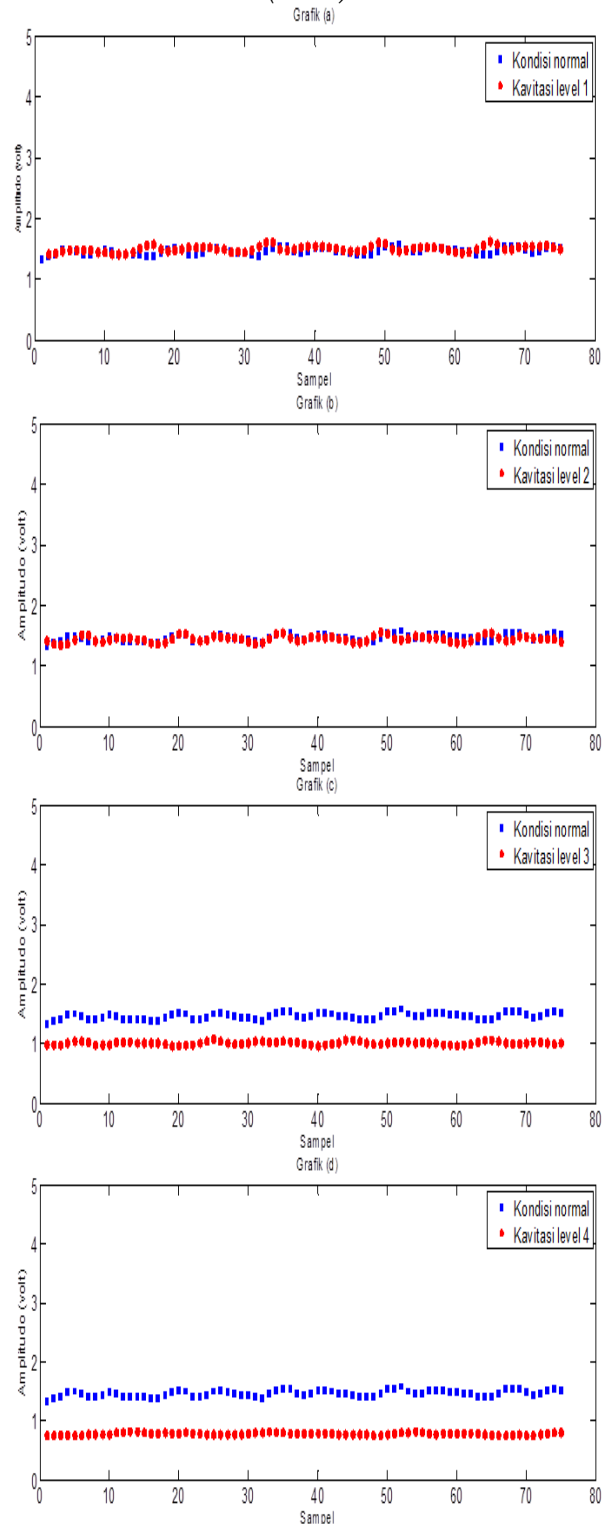 Grafik (a)
5
4
3
2
1
0
Amplitudo (volt)
Kondisi normal
Kavitasi level 1
0 10 20 30 40 50 60 70 80
Sampel
Grafik (b)
5
4
3
2
1
0
Amplitudo (volt)
Kondisi normal
Kavitasi level 2
0 10 20 30 40 50 60 70 80
Sampel
Grafik (c)
5
4
3
2
1
0
Amplitudo (volt)
Kondisi normal
Kavitasi level 3
0 10 20 30 40 50 60 70 80
Sampel
Grafik (d)
5
4
3
2
1
0
Amplitudo (volt)
Kondisi normal
Kavitasi level 4
0 10 20 30 40 50 60 70 80
Sampel